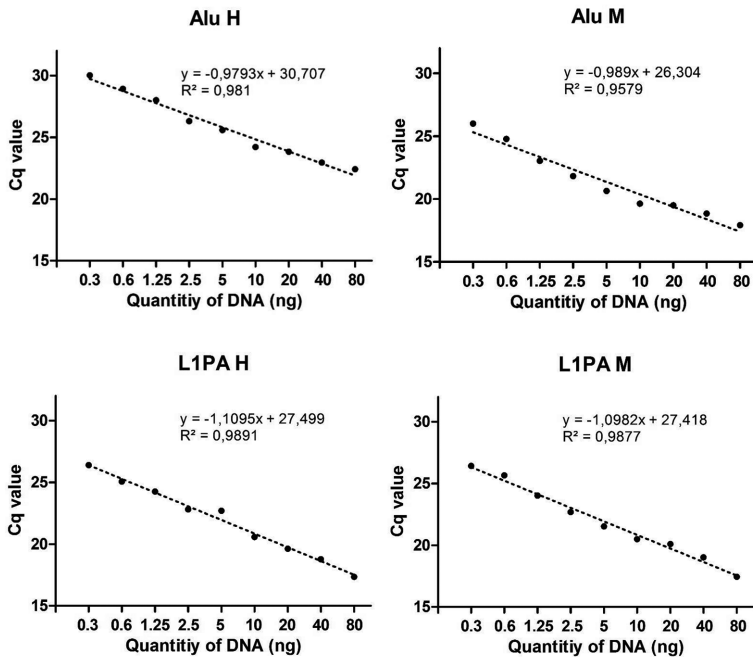 Alu H
y = -0,9793x + 30,707
R² = 0,981
Cq value
30
25
20
15
0.3 0.6 1.25 2.5 5 10 20 40 80
Quantitiy of DNA (ng)
Alu M
y = -0,989x + 26,304
R² = 0,9579
Cq value
30
25
20
15
0.3 0.6 1.25 2.5 5 10 20 40 80
Quantitiy of DNA (ng)
L1PA H
y = -1,1095x + 27,499
R² = 0,9891
Cq value
30
25
20
15
0.3 0.6 1.25 2.5 5 10 20 40 80
Quantitiy of DNA (ng)
L1PA M
y = -1,0982x + 27,418
R² = 0,9877
Cq value
30
25
20
15
0.3 0.6 1.25 2.5 5 10 20 40 80
Quantitiy of DNA (ng)